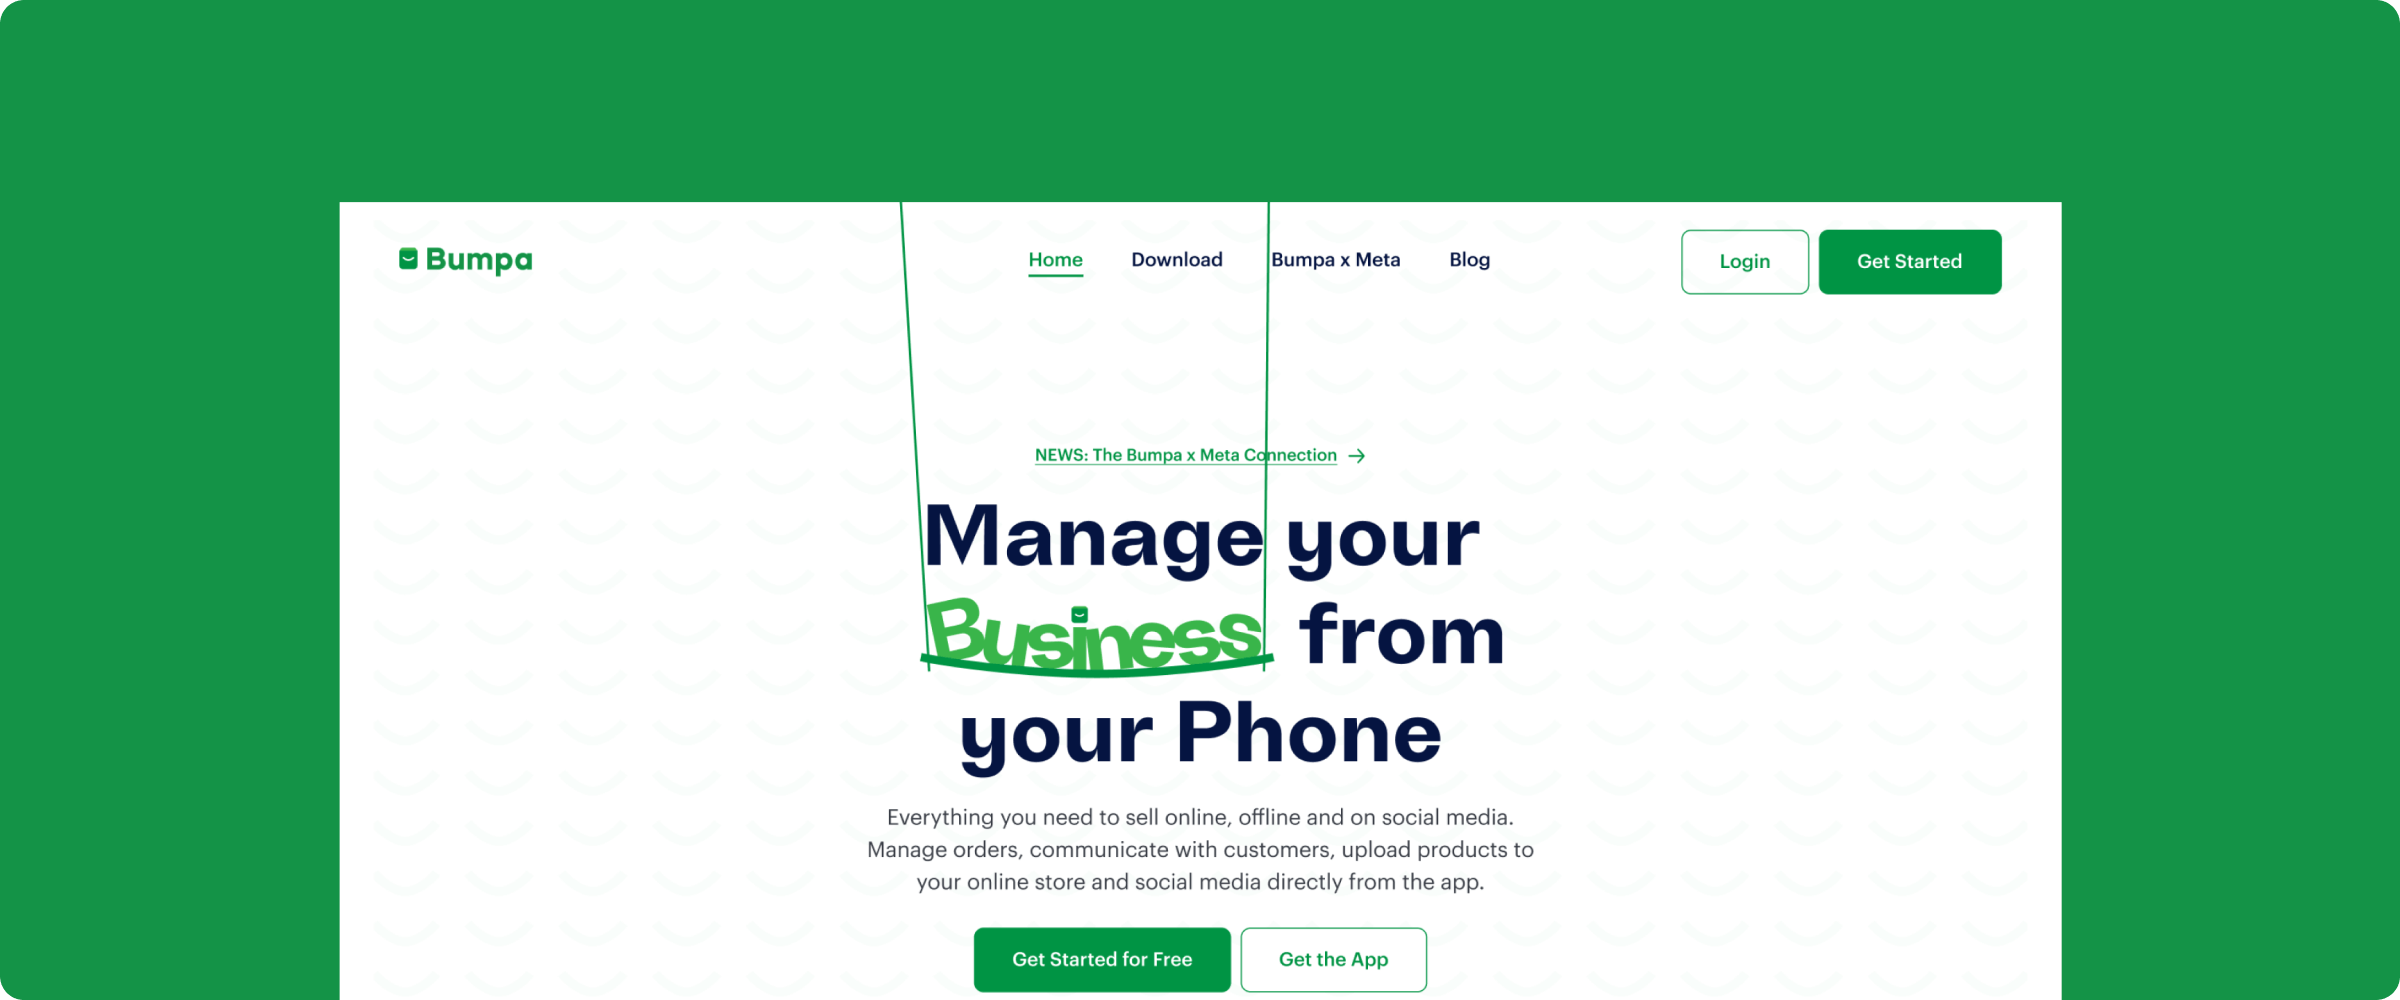 Bumpa
Home
Download
Bumpa x Meta
Blog
Login
Get Started
NEWS: The Bumpa x Meta Connection →
Manage your
Business from
your Phone
Everything you need to sell online, offline and on social media.
Manage orders, communicate with customers, upload products to
your online store and social media directly from the app.
Get Started for Free
Get the App